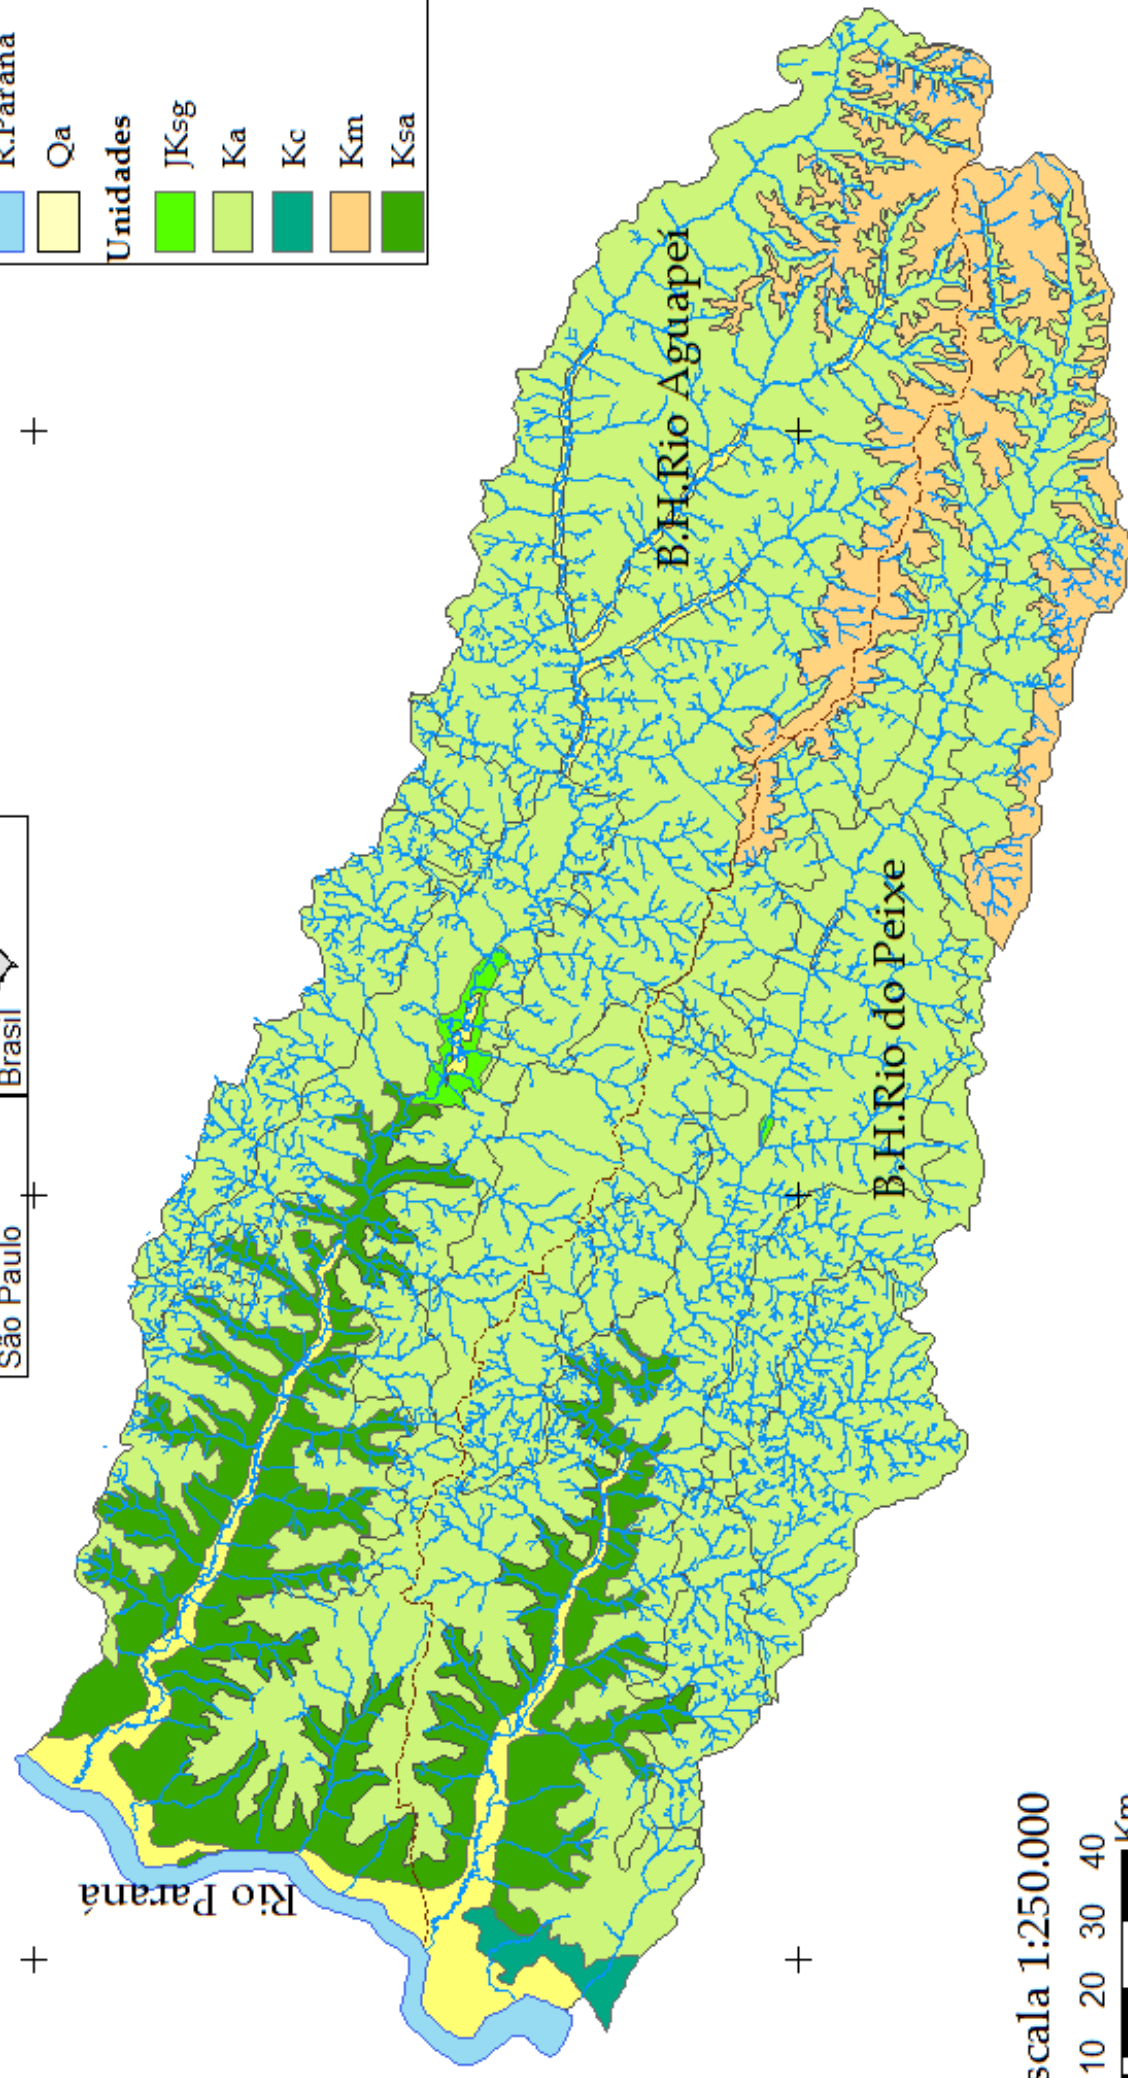 São Paulo
Brasil
R.Paraná
Qa
Unidades
JKsg
Ka
Kc
Km
Ksa
Rio Paraná
B.H.Rio Aguapeí
B.H.Rio do Peixe
scala 1:250.000
10 20 30 40
Km